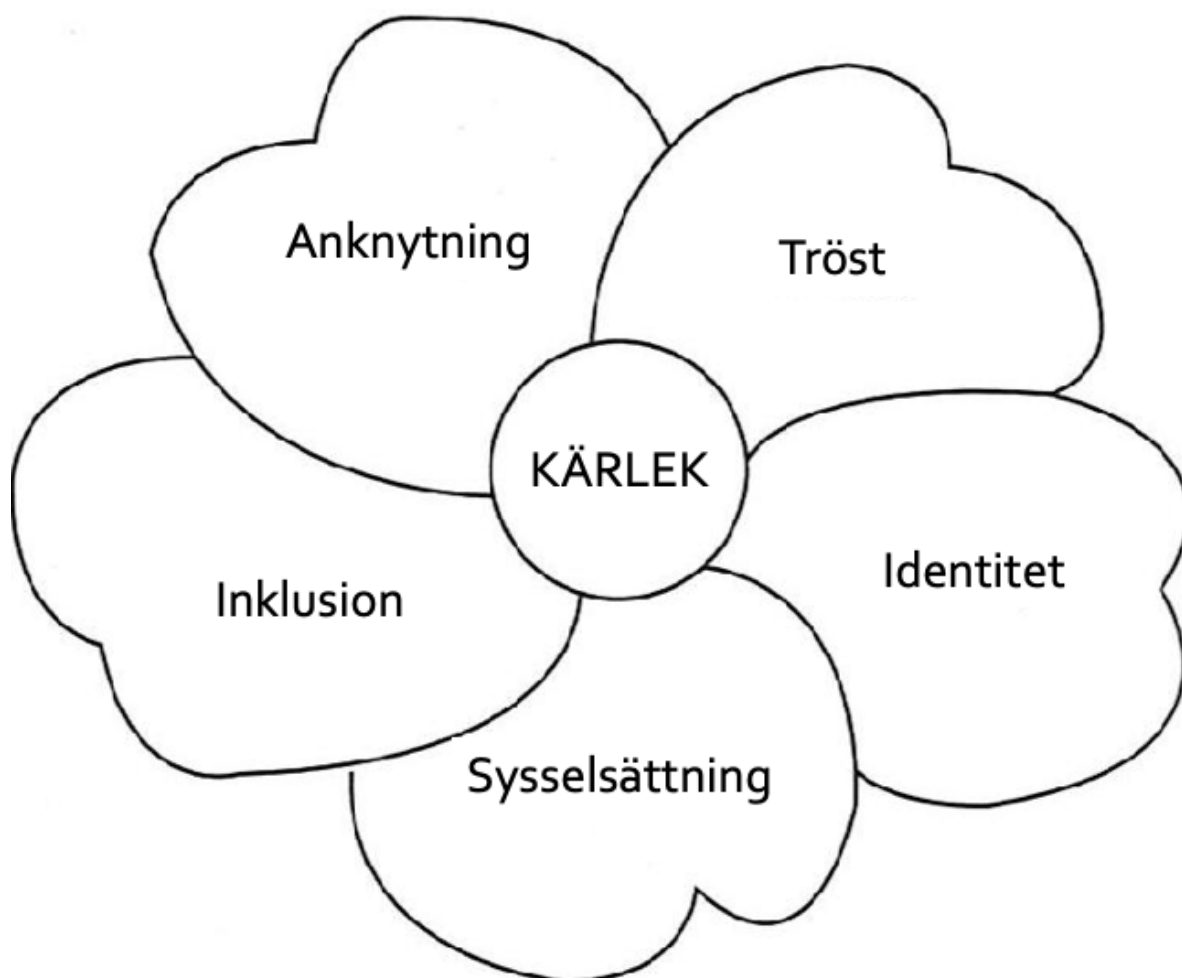 Anknytning
Tröst
KÄRLEK
Identitet
Inklusion
Sysselsättning